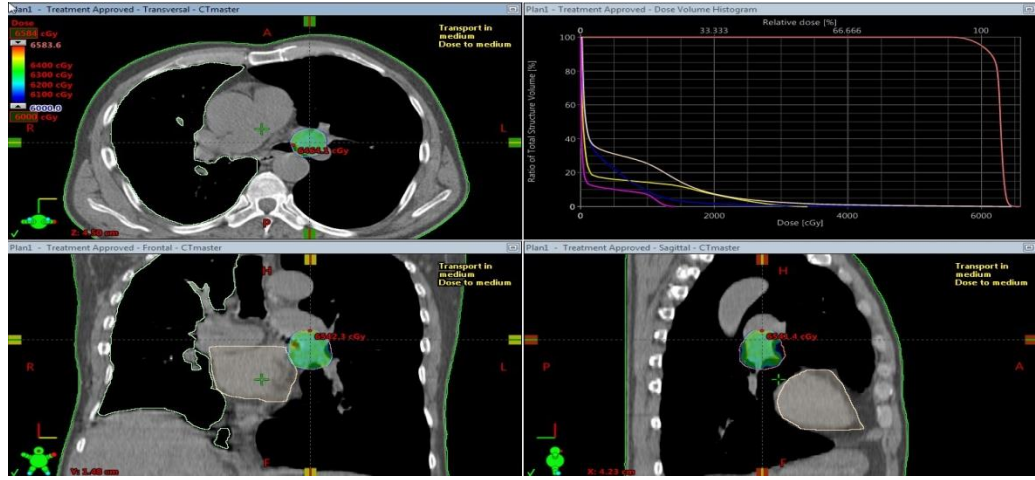 Plan1 - Treatment Approved - Transversal - CTmaster
Dose
6584 cGy
6583.6
6400 cGy
6300 cGy
6200 cGy
6100 cGy
6000.0
6000 cGy
Transport in
medium
Dose to medium
A
R
L
P
Plan1 - Treatment Approved - Dose Volume Histogram
Relative dose [%]
0
33.333
66.666
100
Ratio of Total Structure Volume [%]
100
80
60
40
20
0
0
2000
4000
6000
Dose [cGy]
Plan1 - Treatment Approved - Frontal - CTmaster
Transport in
medium
Dose to medium
H
R
L
F
Plan1 - Treatment Approved - Sagittal - CTmaster
Transport in
medium
Dose to medium
H
P
A
F
X: 4.23 cm